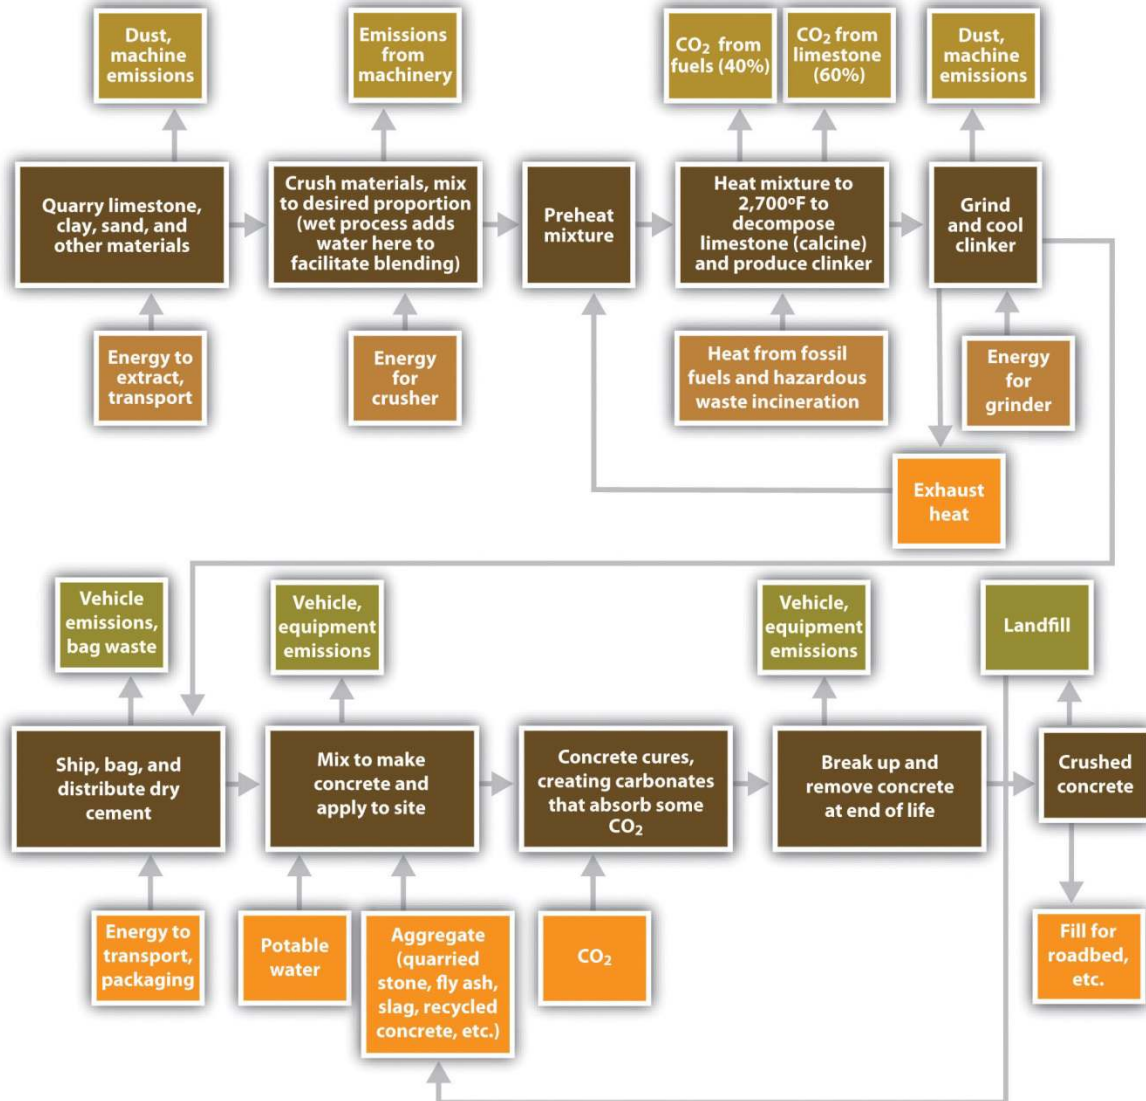 Dust,
machine
emissions
Emissions
from
machinery
CO₂ from
fuels (40%)
CO₂ from
limestone
(60%)
Dust,
machine
emissions
Quarry limestone,
clay, sand, and
other materials
Crush materials, mix
to desired proportion
(wet process adds
water here to
facilitate blending)
Preheat
mixture
Heat mixture to
2,700ºF to
decompose
limestone (calcine)
and produce clinker
Grind
and cool
clinker
Energy to
extract,
transport
Energy
for
crusher
Heat from fossil
fuels and hazardous
waste incineration
Energy
for
grinder
Exhaust
heat
Vehicle
emissions,
bag waste
Vehicle,
equipment
emissions
Vehicle,
equipment
emissions
Landfill
Ship, bag, and
distribute dry
cement
Mix to make
concrete and
apply to site
Concrete cures,
creating carbonates
that absorb some
CO₂
Break up and
remove concrete
at end of life
Crushed
concrete
Energy to
transport,
packaging
Potable
water
Aggregate
(quarried
stone, fly ash,
slag, recycled
concrete, etc.)
CO₂
Fill for
roadbed,
etc.